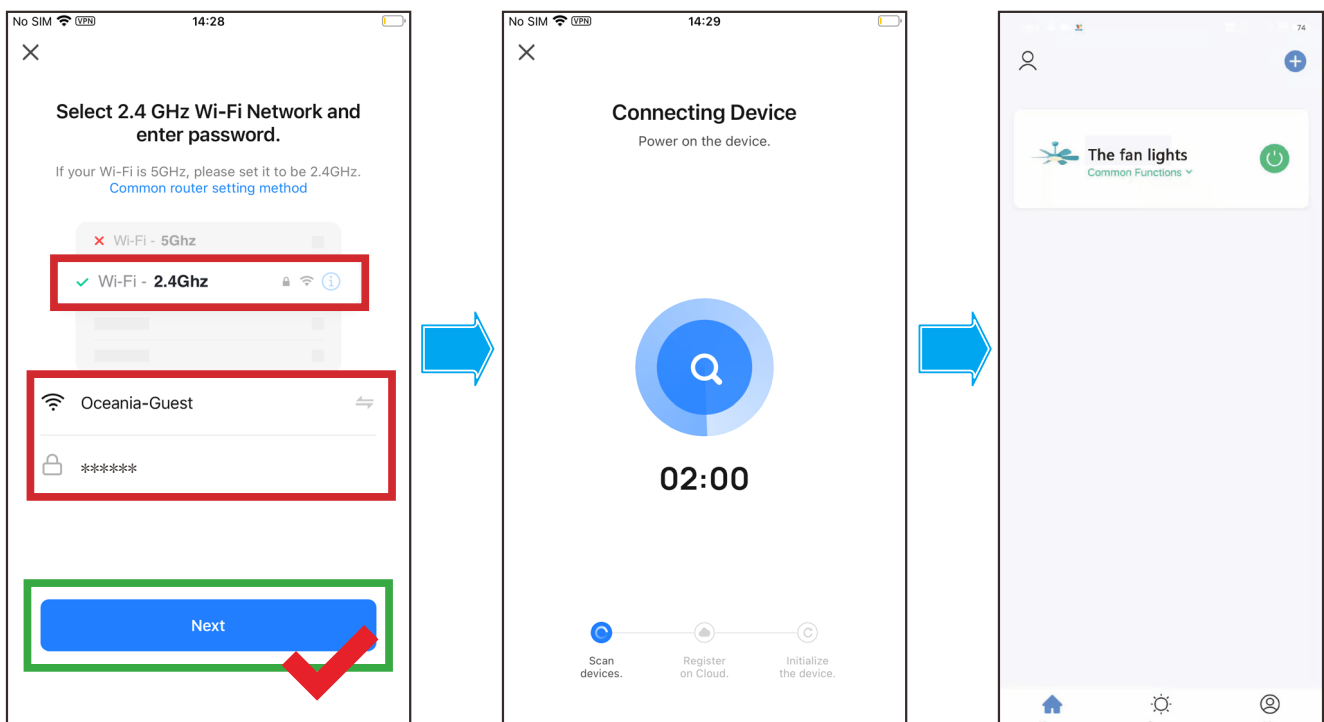 No SIM VPN 14:28
Select 2.4 GHz Wi-Fi Network and
enter password.
If your Wi-Fi is 5GHz, please set it to be 2.4GHz.
Common router setting method
Wi-Fi - 5Ghz
Wi-Fi - 2.4Ghz
Oceania-Guest
******
Next
No SIM VPN 14:29
Connecting Device
Power on the device.
02:00
Scan
devices.
Register
on Cloud.
Initialize
the device.
74
The fan lights
Common Functions